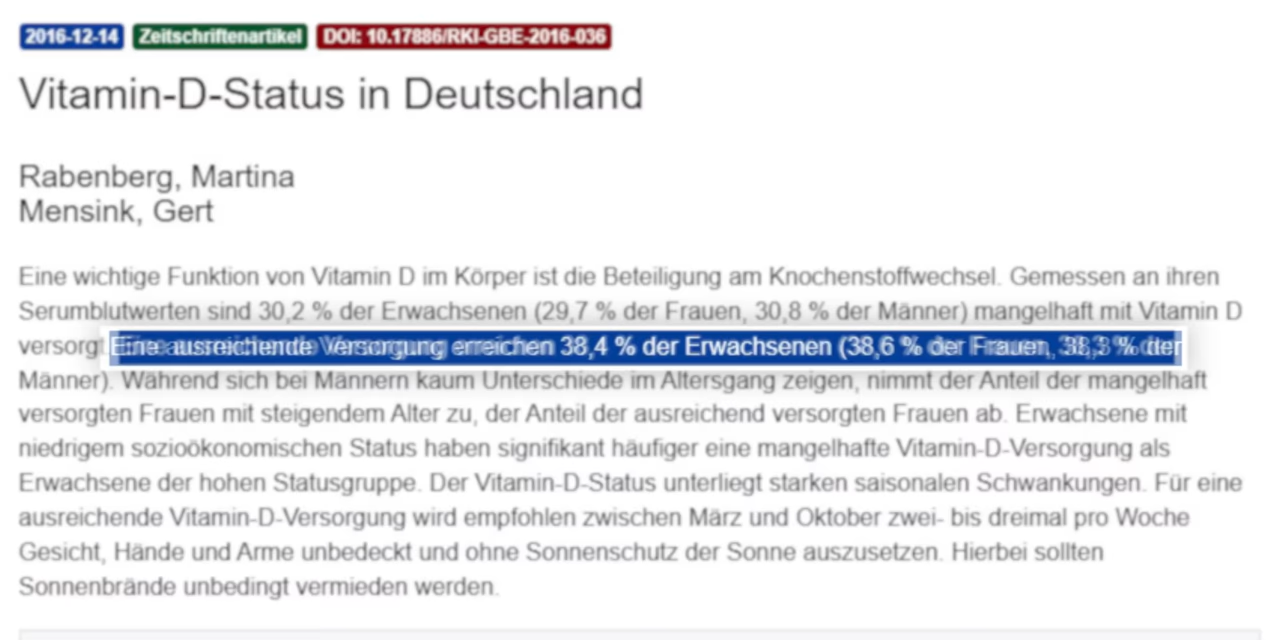 2016-12-14 Zeitschriftenartikel DOI: 10.17886/RKI-GBE-2016-036
Vitamin-D-Status in Deutschland
Rabenberg, Martina
Mensink, Gert
Eine wichtige Funktion von Vitamin D im Körper ist die Beteiligung am Knochenstoffwechsel. Gemessen an ihren
Serumblutwerten sind 30,2 % der Erwachsenen (29,7 % der Frauen, 30,8 % der Männer) mangelhaft mit Vitamin D
versorgt. Eine ausreichende Versorgung erreichen 38,4 % der Erwachsenen (38,6 % der Frauen, 38,3 % der
Männer). Während sich bei Männern kaum Unterschiede im Altersgang zeigen, nimmt der Anteil der mangelhaft
versorgten Frauen mit steigendem Alter zu, der Anteil der ausreichend versorgten Frauen ab. Erwachsene mit
niedrigem sozioökonomischen Status haben signifikant häufiger eine mangelhafte Vitamin-D-Versorgung als
Erwachsene der hohen Statusgruppe. Der Vitamin-D-Status unterliegt starken saisonalen Schwankungen. Für eine
ausreichende Vitamin-D-Versorgung wird empfohlen zwischen März und Oktober zwei- bis dreimal pro Woche
Gesicht, Hände und Arme unbedeckt und ohne Sonnenschutz der Sonne auszusetzen. Hierbei sollten
Sonnenbrände unbedingt vermieden werden.